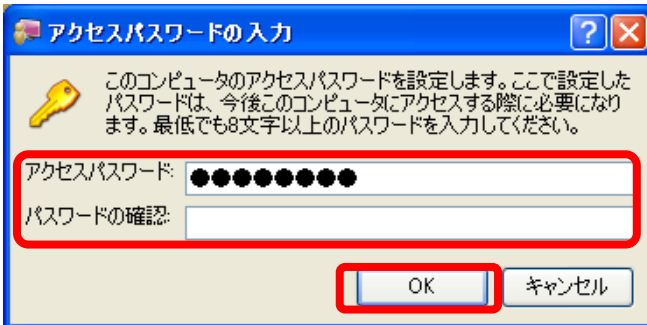 アクセスパスワードの入力
このコンピュータのアクセスパスワードを設定します。ここで設定した
パスワードは、今後このコンピュータにアクセスする際に必要になり
ます。最低でも8文字以上のパスワードを入力してください。
アクセスパスワード: ●●●●●●●●
パスワードの確認:
OK キャンセル